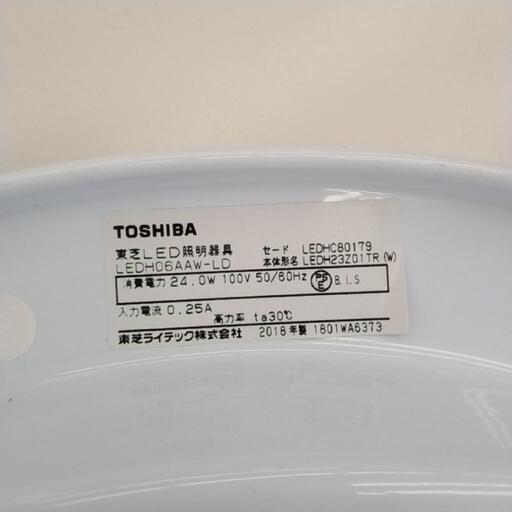 TOSHIBA
東芝LED照明器具 セード LEDHC80179
LEDH06AAW-LD 本体形名 LEDH23Z01TR(W)
消費電力 24.0W 100V 50/60Hz PSE B.I.S
入力電流 0.25A
高力率 ta30℃
東芝ライテック株式会社 2018年製 1801WA6373